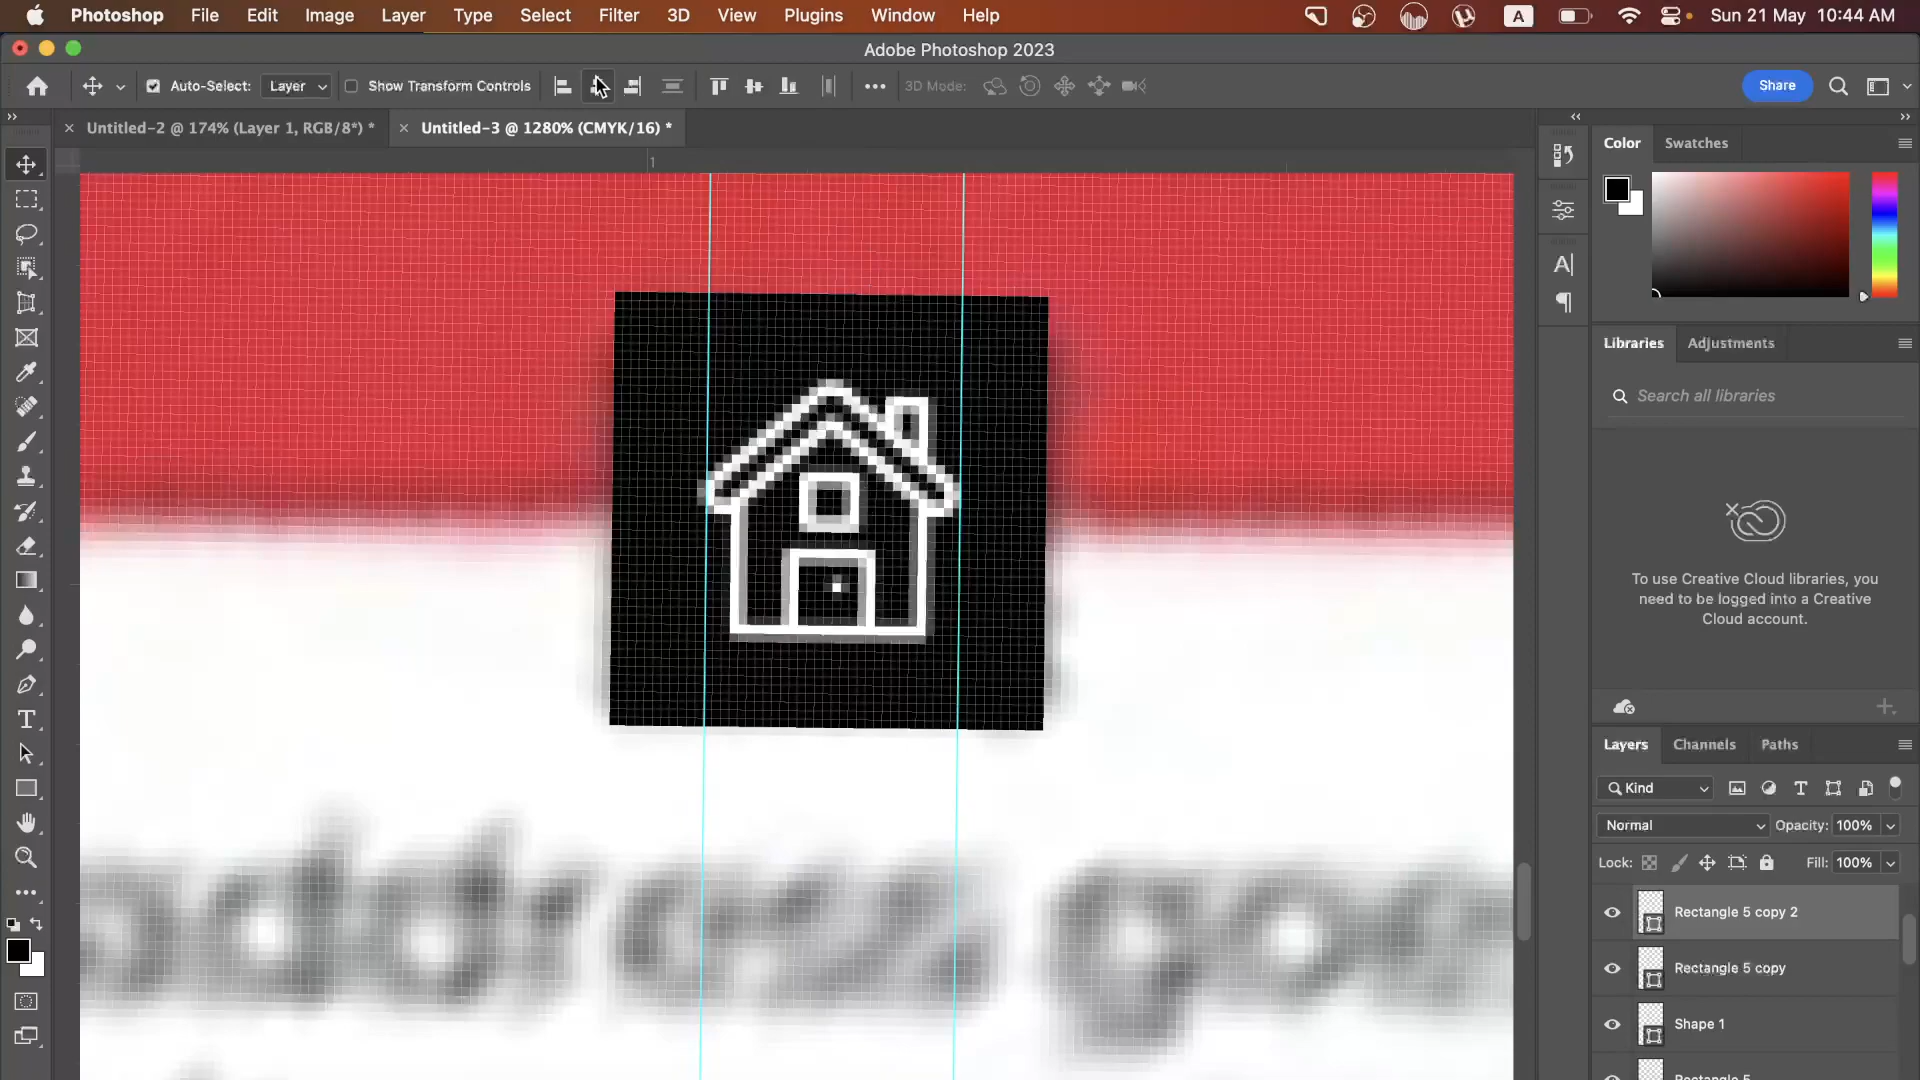 Photoshop File Edit Image Layer Type Select Filter 3D View Plugins Window Help A Sun 21 May 10:44 AM
Adobe Photoshop 2023
Auto-Select: Layer Show Transform Controls 3D Mode: Share
Untitled-2 @ 174% (Layer 1, RGB/8*) * Untitled-3 @ 1280% (CMYK/16) *
1
Color Swatches
Libraries Adjustments
Search all libraries
To use Creative Cloud libraries, you
need to be logged into a Creative
Cloud account.
Layers Channels Paths
Kind
Normal Opacity: 100%
Lock: Fill: 100%
Rectangle 5 copy 2
Rectangle 5 copy
Shape 1
Rectangle 5